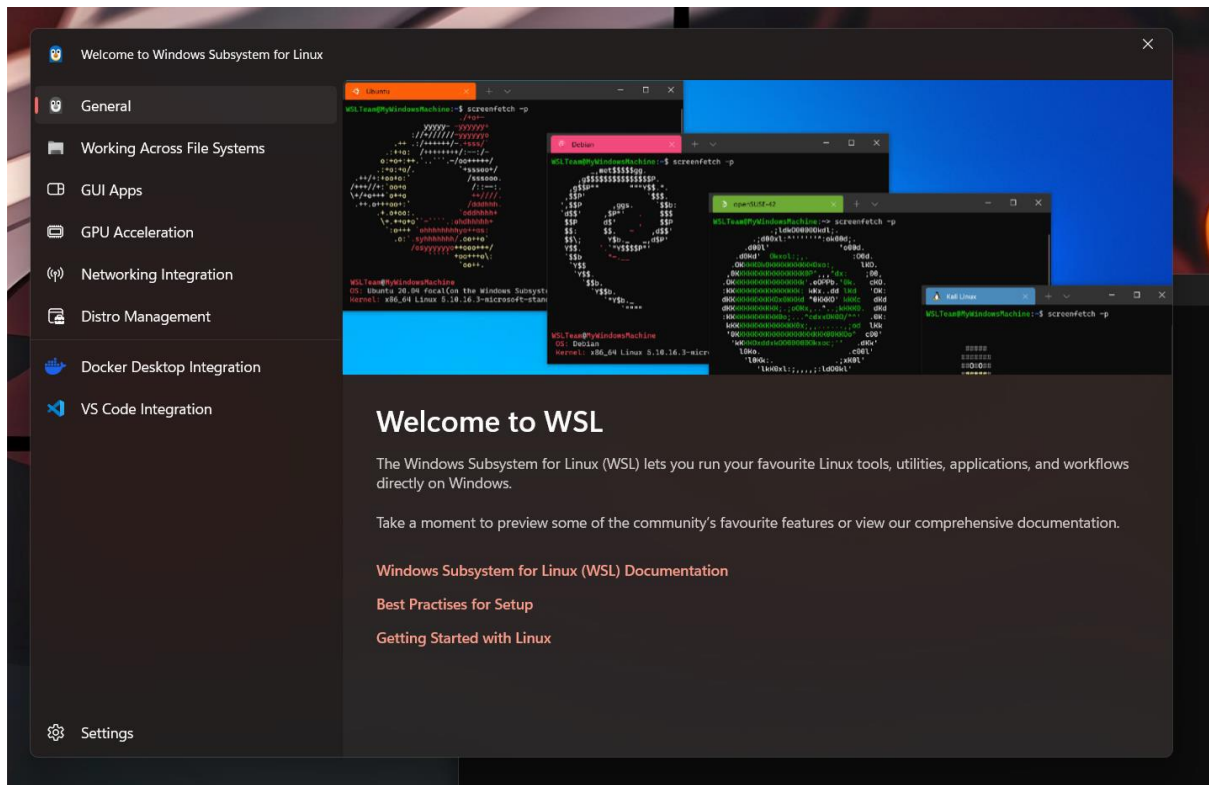 Welcome to Windows Subsystem for Linux
General
Working Across File Systems
GUI Apps
GPU Acceleration
Networking Integration
Distro Management
Docker Desktop Integration
VS Code Integration
Settings
Ubuntu
WSLTeam@MyWindowsMachine:~$ screenfetch -p
WSLTeam@MyWindowsMachine
OS: Ubuntu 20.04 focal(on the Windows Subsyst
Kernel: x86_64 Linux 5.10.16.3-microsoft-stan
Debian
WSLTeam@MyWindowsMachine:~$ screenfetch -p
WSLTeam@MyWindowsMachine
OS: Debian
Kernel: x86_64 Linux 5.10.16.3-micr
openSUSE-42
WSLTeam@MyWindowsMachine:~> screenfetch -p
Kali Linux
WSLTeam@MyWindowsMachine:~$ screenfetch -p
Welcome to WSL
The Windows Subsystem for Linux (WSL) lets you run your favourite Linux tools, utilities, applications, and workflows
directly on Windows.
Take a moment to preview some of the community's favourite features or view our comprehensive documentation.
Windows Subsystem for Linux (WSL) Documentation
Best Practises for Setup
Getting Started with Linux